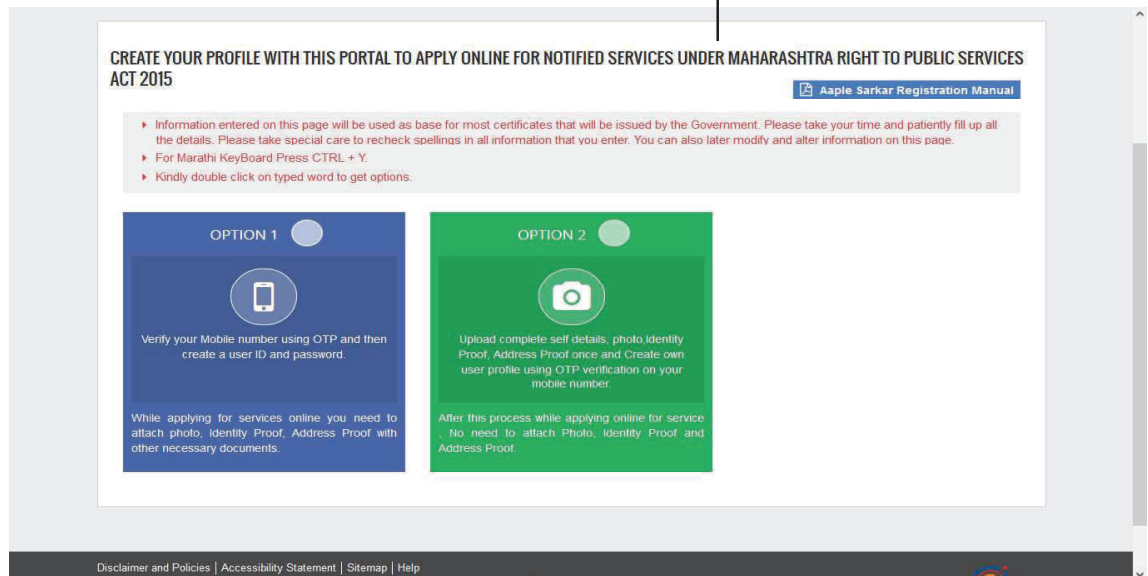 CREATE YOUR PROFILE WITH THIS PORTAL TO APPLY ONLINE FOR NOTIFIED SERVICES UNDER MAHARASHTRA RIGHT TO PUBLIC SERVICES
ACT 2015
Aaple Sarkar Registration Manual
Information entered on this page will be used as base for most certificates that will be issued by the Government. Please take your time and patiently fill up all
the details. Please take special care to recheck spellings in all information that you enter. You can also later modify and alter information on this page.
For Marathi KeyBoard Press CTRL + Y.
Kindly double click on typed word to get options.
OPTION 1
Verify your Mobile number using OTP and then
create a user ID and password.
While applying for services online you need to
attach photo, Identity Proof, Address Proof with
other necessary documents.
OPTION 2
Upload complete self details, photo,Identity
Proof, Address Proof once and Create own
user profile using OTP verification on your
mobile number.
After this process while applying online for service
, No need to attach Photo, Identity Proof and
Address Proof.
Disclaimer and Policies | Accessibility Statement | Sitemap | Help